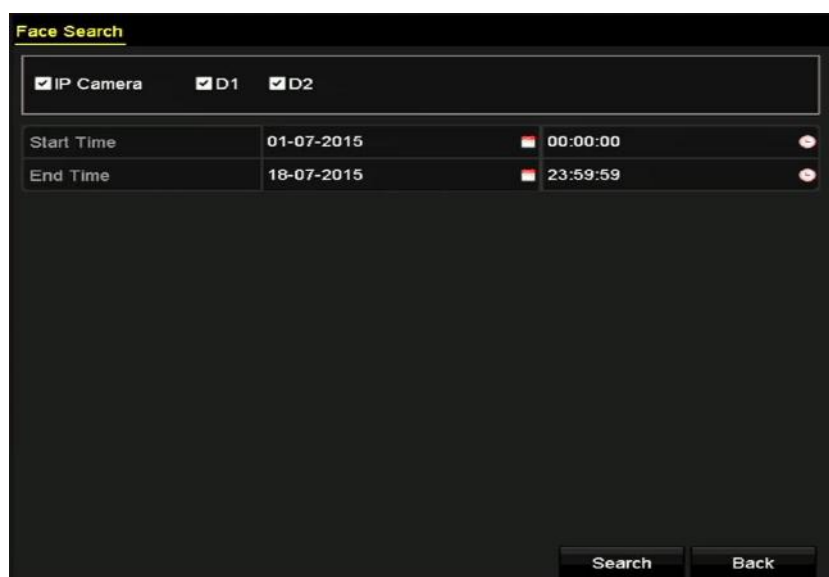 Face Search
IP Camera D1 D2
Start Time 01-07-2015 00:00:00
End Time 18-07-2015 23:59:59
Search Back